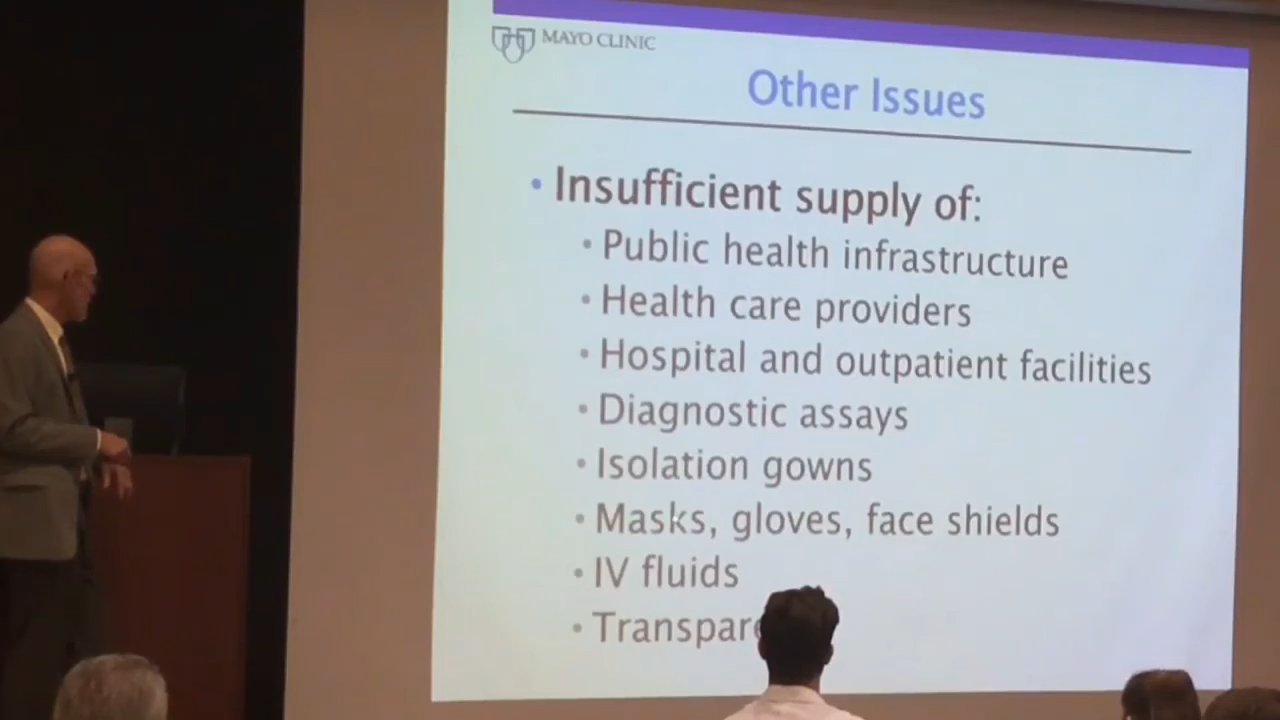 MAYO CLINIC
Other Issues
• Insufficient supply of:
• Public health infrastructure
• Health care providers
• Hospital and outpatient facilities
• Diagnostic assays
• Isolation gowns
• Masks, gloves, face shields
• IV fluids
•